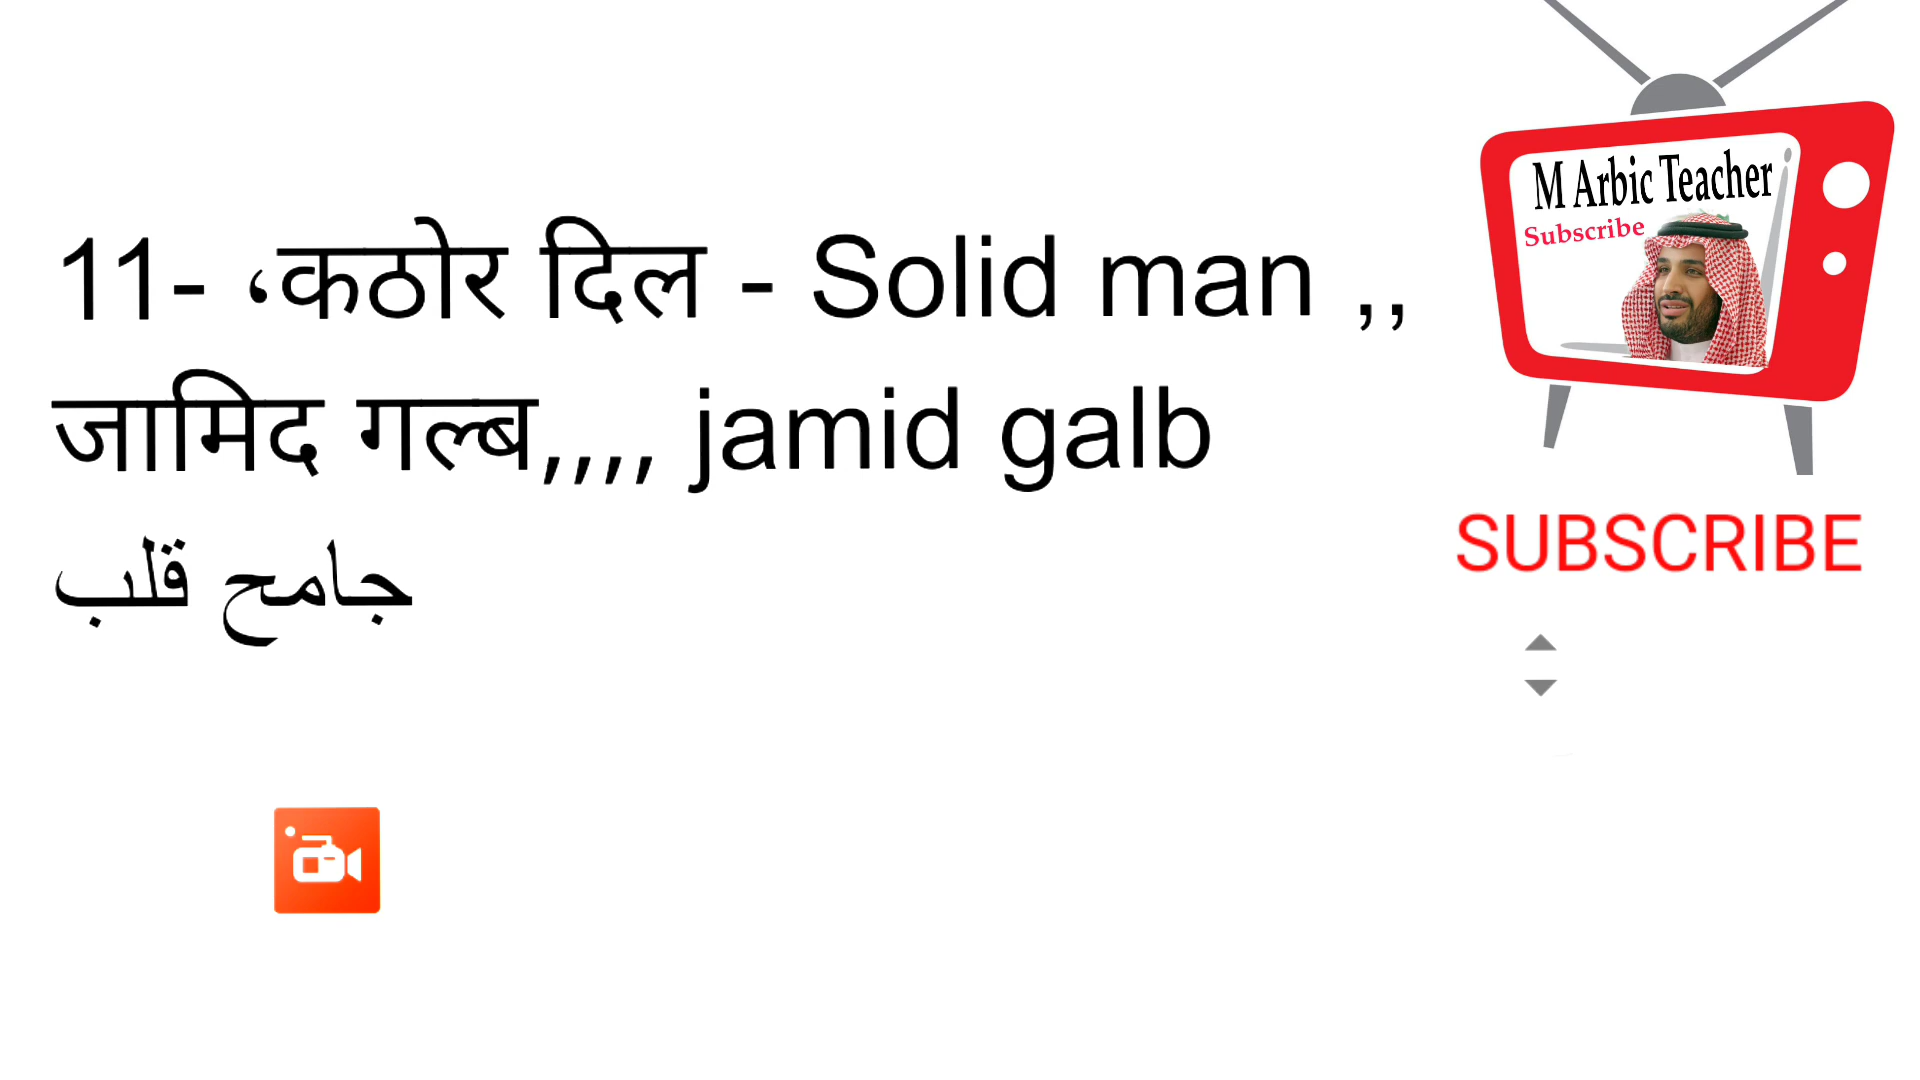 11- ،कठोर दिल - Solid man ,,
जामिद गल्ब,,,, jamid galb
جامح قلب
M Arbic Teacher
Subscribe
SUBSCRIBE